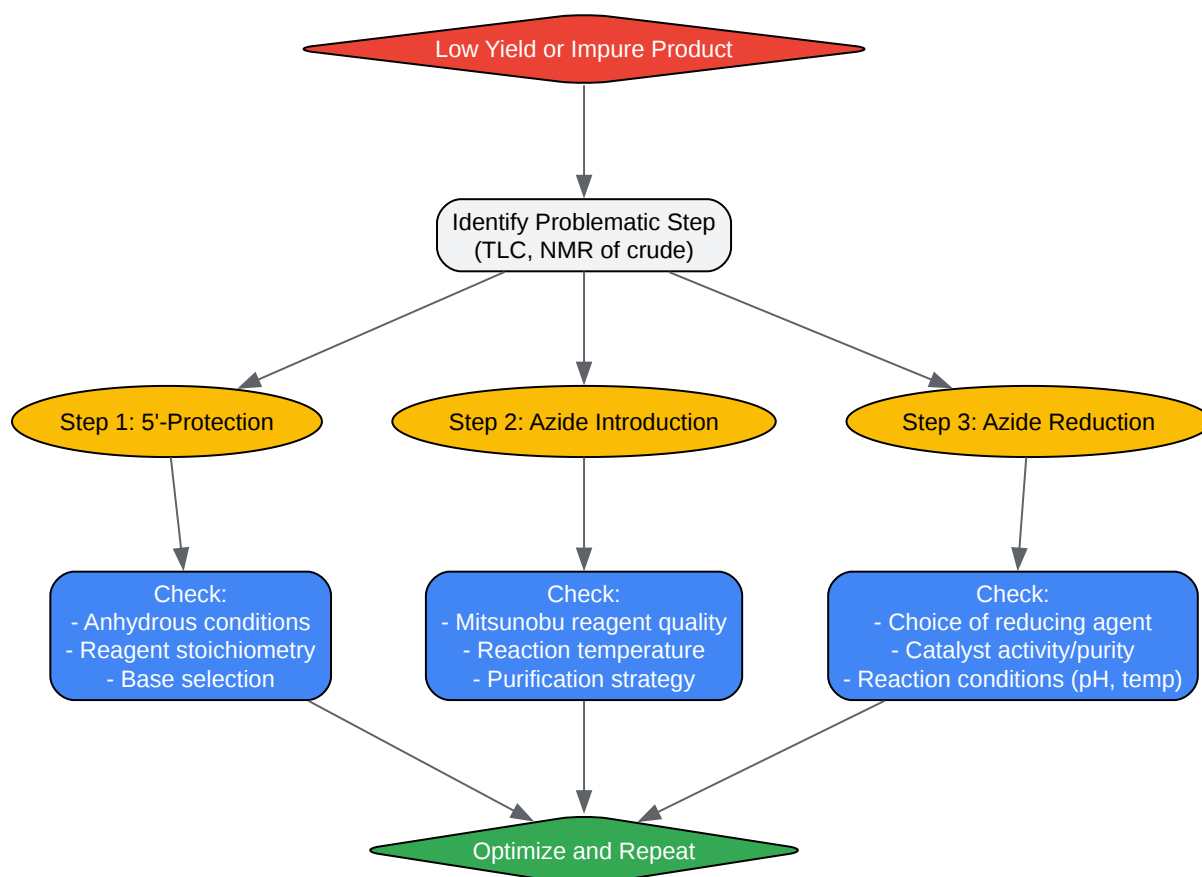 Low Yield or Impure Product
Identify Problematic Step
(TLC, NMR of crude)
Step 1: 5'-Protection
Step 2: Azide Introduction
Step 3: Azide Reduction
Check:
- Anhydrous conditions
- Reagent stoichiometry
- Base selection
Check:
- Mitsunobu reagent quality
- Reaction temperature
- Purification strategy
Check:
- Choice of reducing agent
- Catalyst activity/purity
- Reaction conditions (pH, temp)
Optimize and Repeat